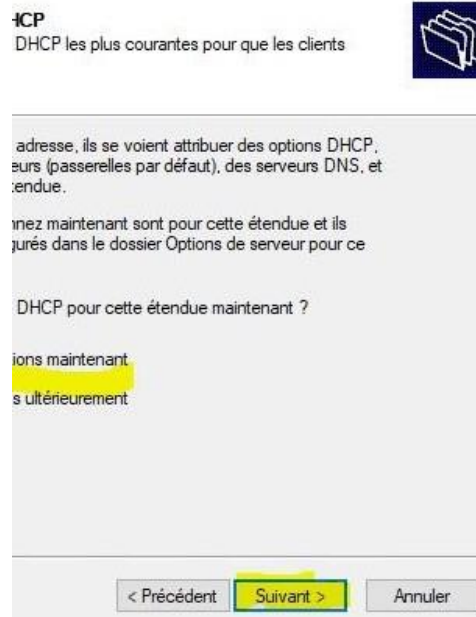 HCP
DHCP les plus courantes pour que les clients
adresse, ils se voient attribuer des options DHCP,
eurs (passerelles par défaut), des serveurs DNS, et
tendue.
nnez maintenant sont pour cette étendue et ils
gurés dans le dossier Options de serveur pour ce
DHCP pour cette étendue maintenant ?
ions maintenant
s ultérieurement
< Précédent Suivant > Annuler